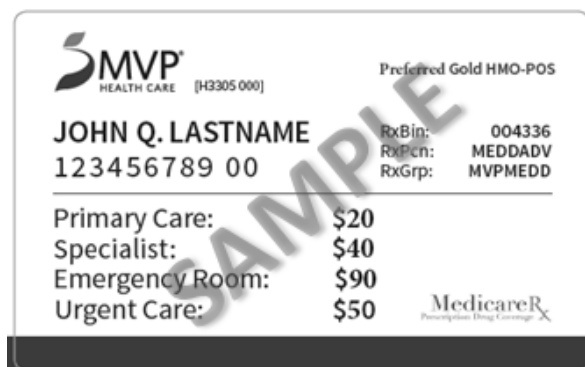 MVP
HEALTH CARE [H3305 000]
Preferred Gold HMO-POS
JOHN Q. LASTNAME
123456789 00
RxBin: 004336
RxPcn: MEDDADV
RxGrp: MVPMEDD
Primary Care: $20
Specialist: $40
Emergency Room: $90
Urgent Care: $50
MedicareRx
Prescription Drug Coverage
SAMPLE